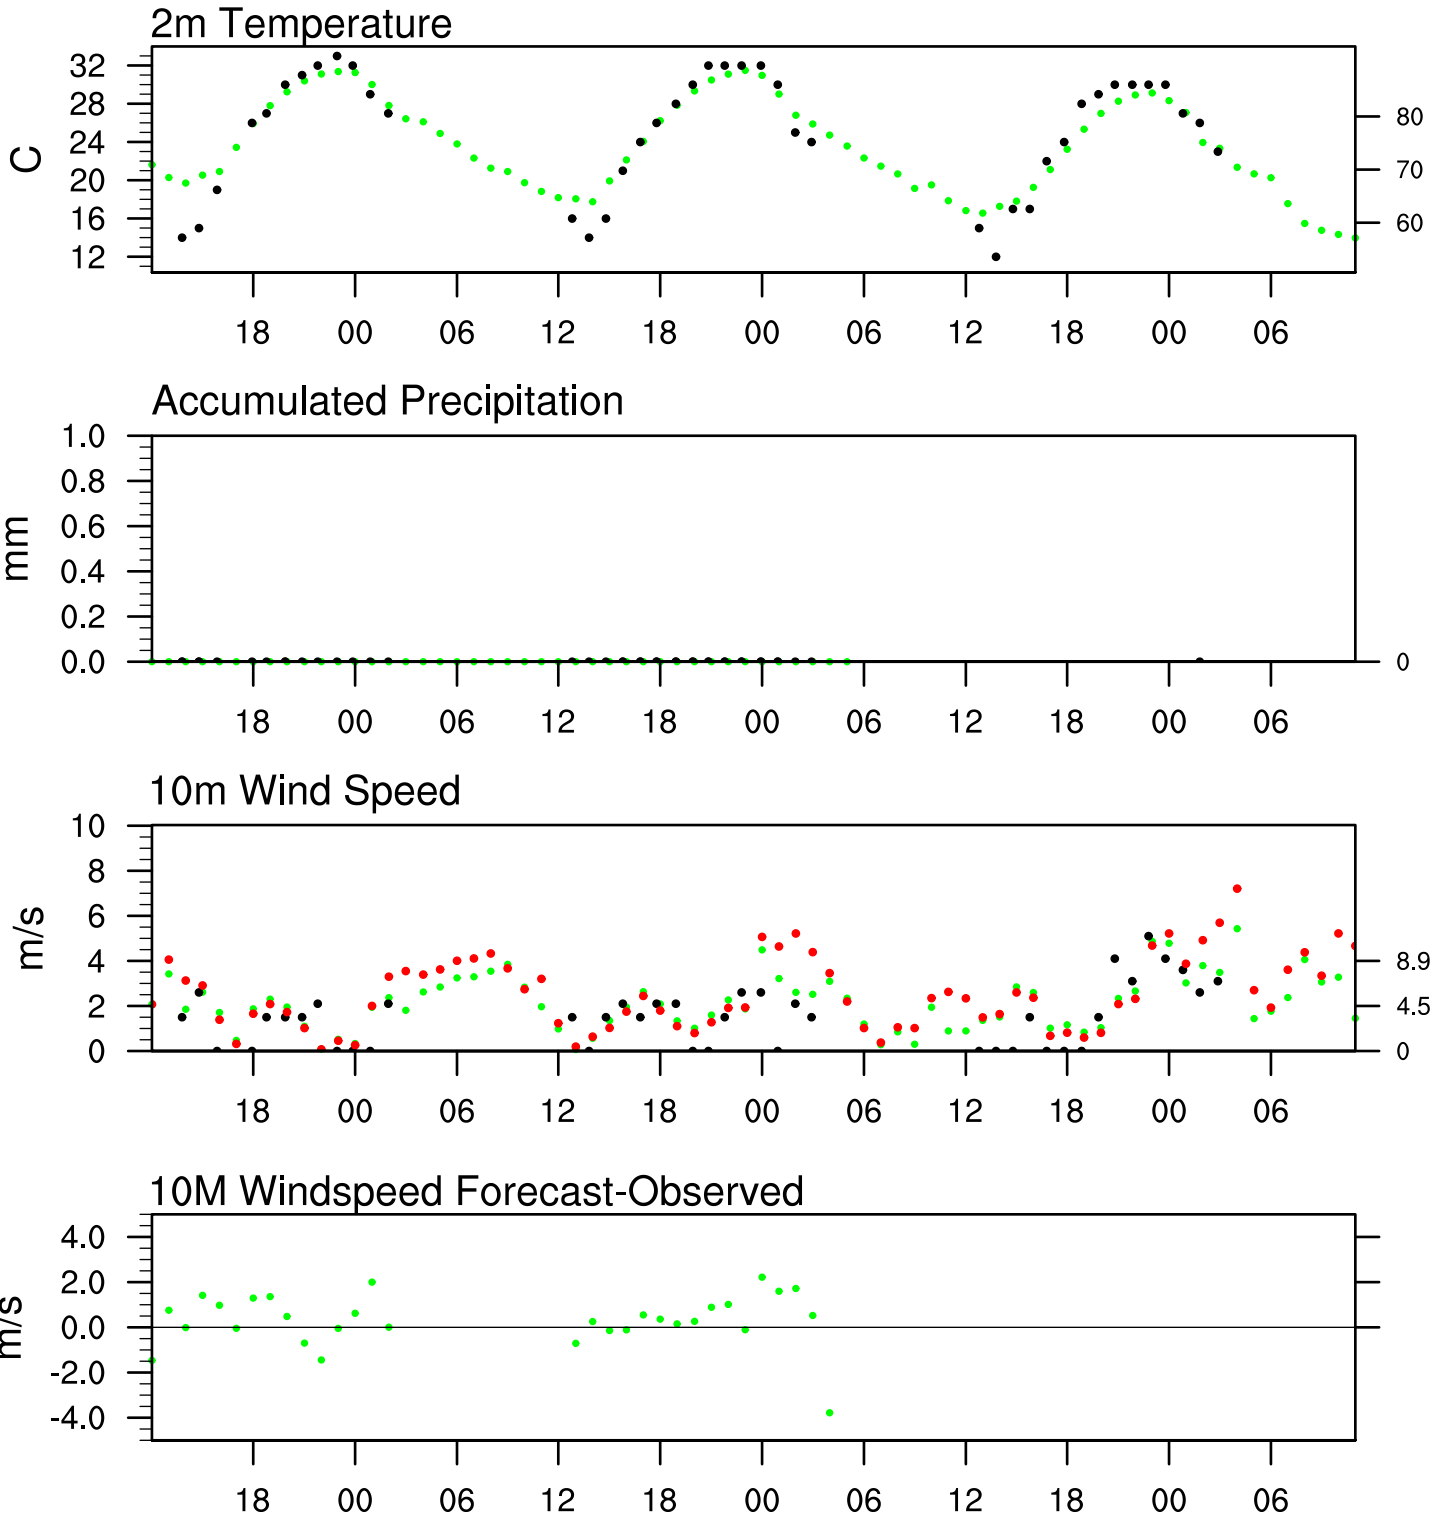 2m Temperature
32
28
24
20
16
12
C
80
70
60
18 00 06 12 18 00 06 12 18 00 06
Accumulated Precipitation
1.0
0.8
0.6
0.4
0.2
0.0
mm
0
18 00 06 12 18 00 06 12 18 00 06
10m Wind Speed
10
8
6
4
2
0
m/s
8.9
4.5
0
18 00 06 12 18 00 06 12 18 00 06
10M Windspeed Forecast-Observed
4.0
2.0
0.0
-2.0
-4.0
m/s
18 00 06 12 18 00 06 12 18 00 06